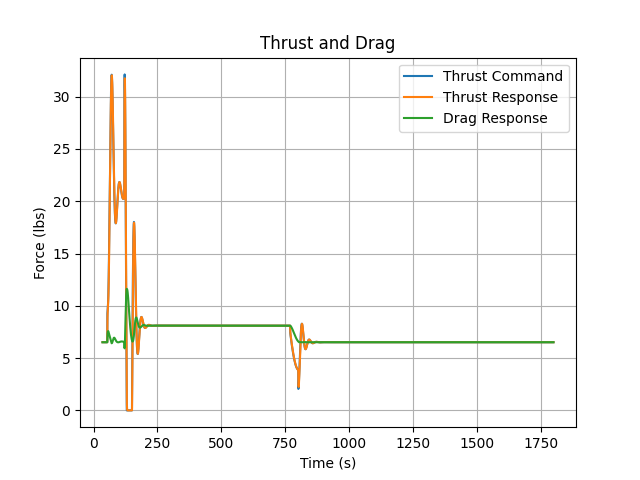 Thrust and Drag
Thrust Command
Thrust Response
Drag Response
Force (lbs)
30
25
20
15
10
5
0
0 250 500 750 1000 1250 1500 1750
Time (s)